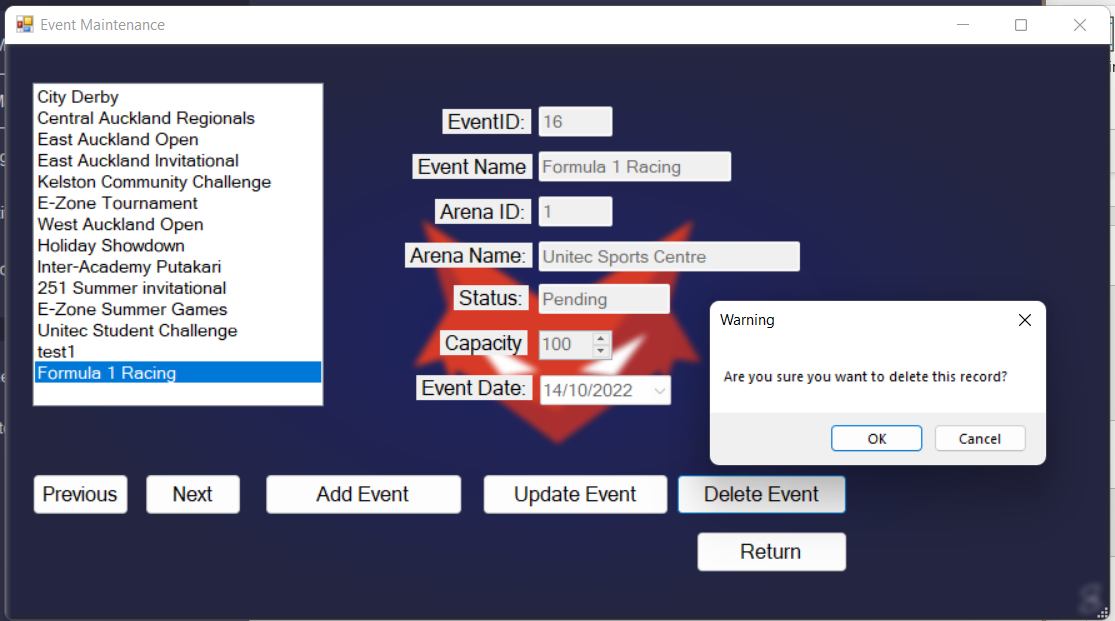 Event Maintenance
City Derby
Central Auckland Regionals
East Auckland Open
East Auckland Invitational
Kelston Community Challenge
E-Zone Tournament
West Auckland Open
Holiday Showdown
Inter-Academy Putakari
251 Summer invitational
E-Zone Summer Games
Unitec Student Challenge
test1
Formula 1 Racing
EventID: 16
Event Name Formula 1 Racing
Arena ID: 1
Arena Name: Unitec Sports Centre
Status: Pending
Capacity 100
Event Date: 14/10/2022
Warning
Are you sure you want to delete this record?
OK Cancel
Previous Next Add Event Update Event Delete Event
Return